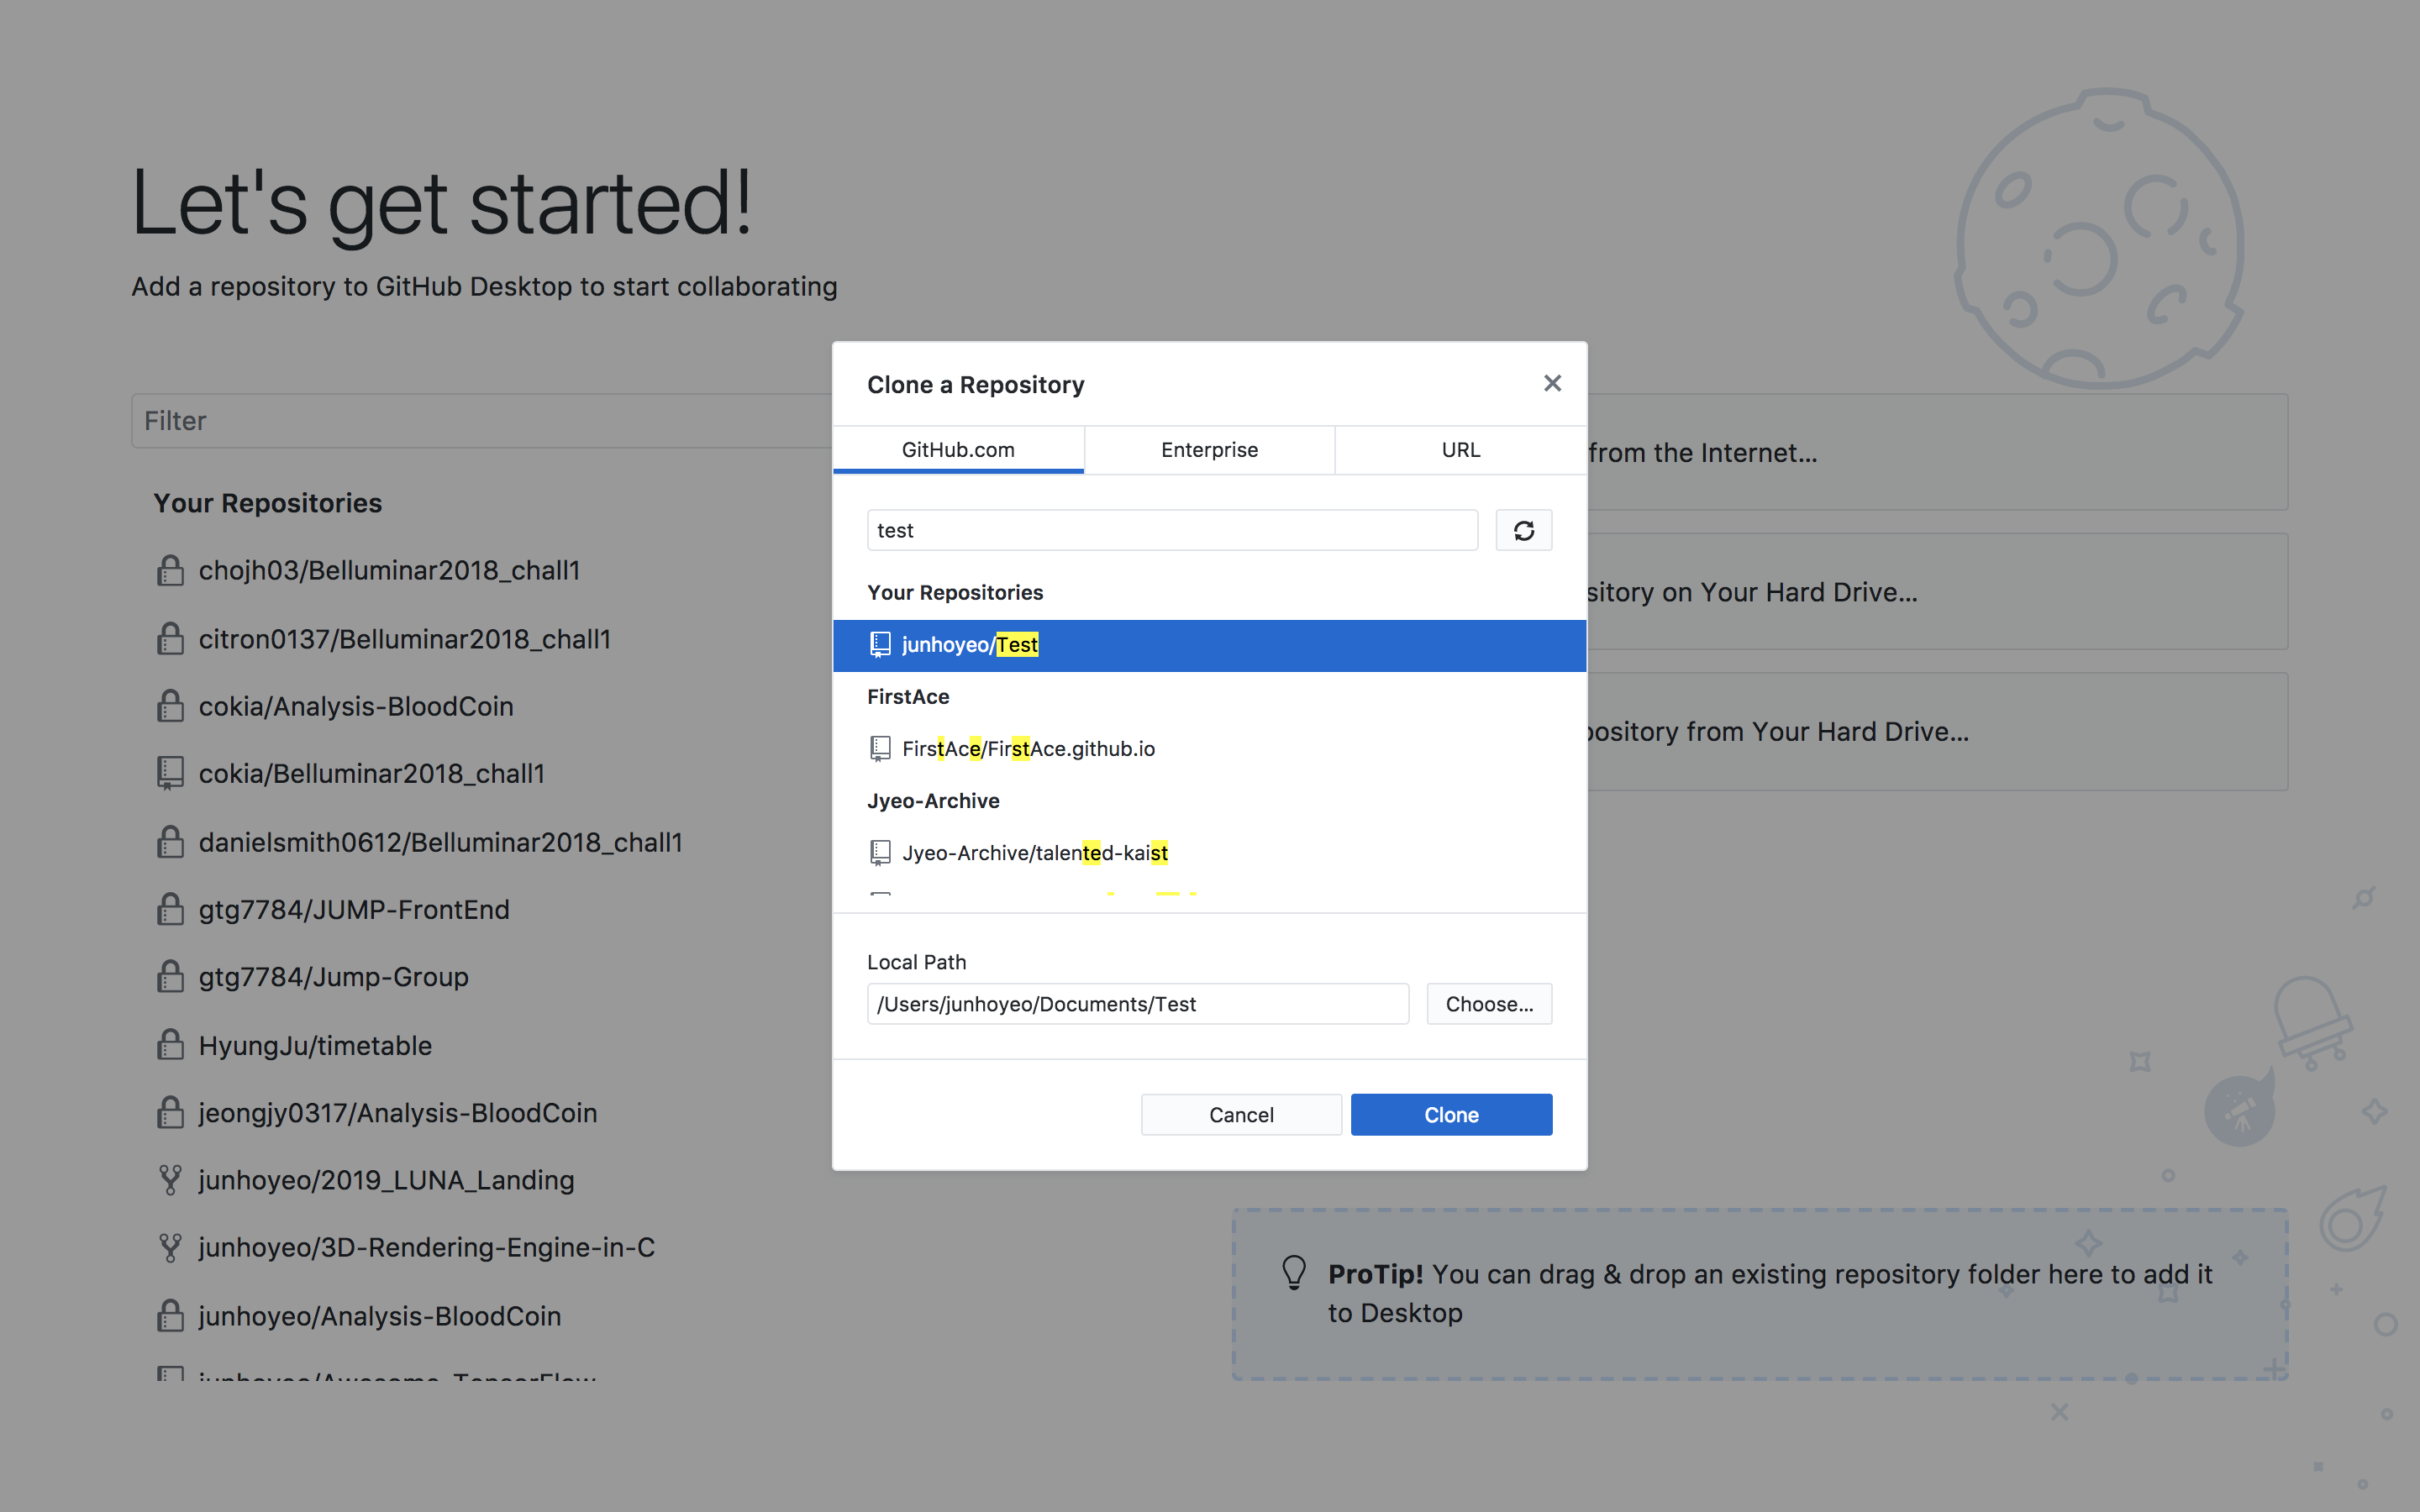 Let's get started!
Add a repository to GitHub Desktop to start collaborating
Filter
Your Repositories
chojh03/Belluminar2018_chall1
citron0137/Belluminar2018_chall1
cokia/Analysis-BloodCoin
cokia/Belluminar2018_chall1
danielsmith0612/Belluminar2018_chall1
gtg7784/JUMP-FrontEnd
gtg7784/Jump-Group
HyungJu/timetable
jeongjy0317/Analysis-BloodCoin
junhoyeo/2019_LUNA_Landing
junhoyeo/3D-Rendering-Engine-in-C
junhoyeo/Analysis-BloodCoin
junhoyeo/Awesome-TensorFlow
Clone a Repository
GitHub.com
Enterprise
URL
test
Your Repositories
junhoyeo/Test
FirstAce
FirstAce/FirstAce.github.io
Jyeo-Archive
Jyeo-Archive/talented-kaist
Local Path
/Users/junhoyeo/Documents/Test
Choose...
Cancel
Clone
from the Internet...
sitory on Your Hard Drive...
pository from Your Hard Drive...
ProTip! You can drag & drop an existing repository folder here to add it
to Desktop